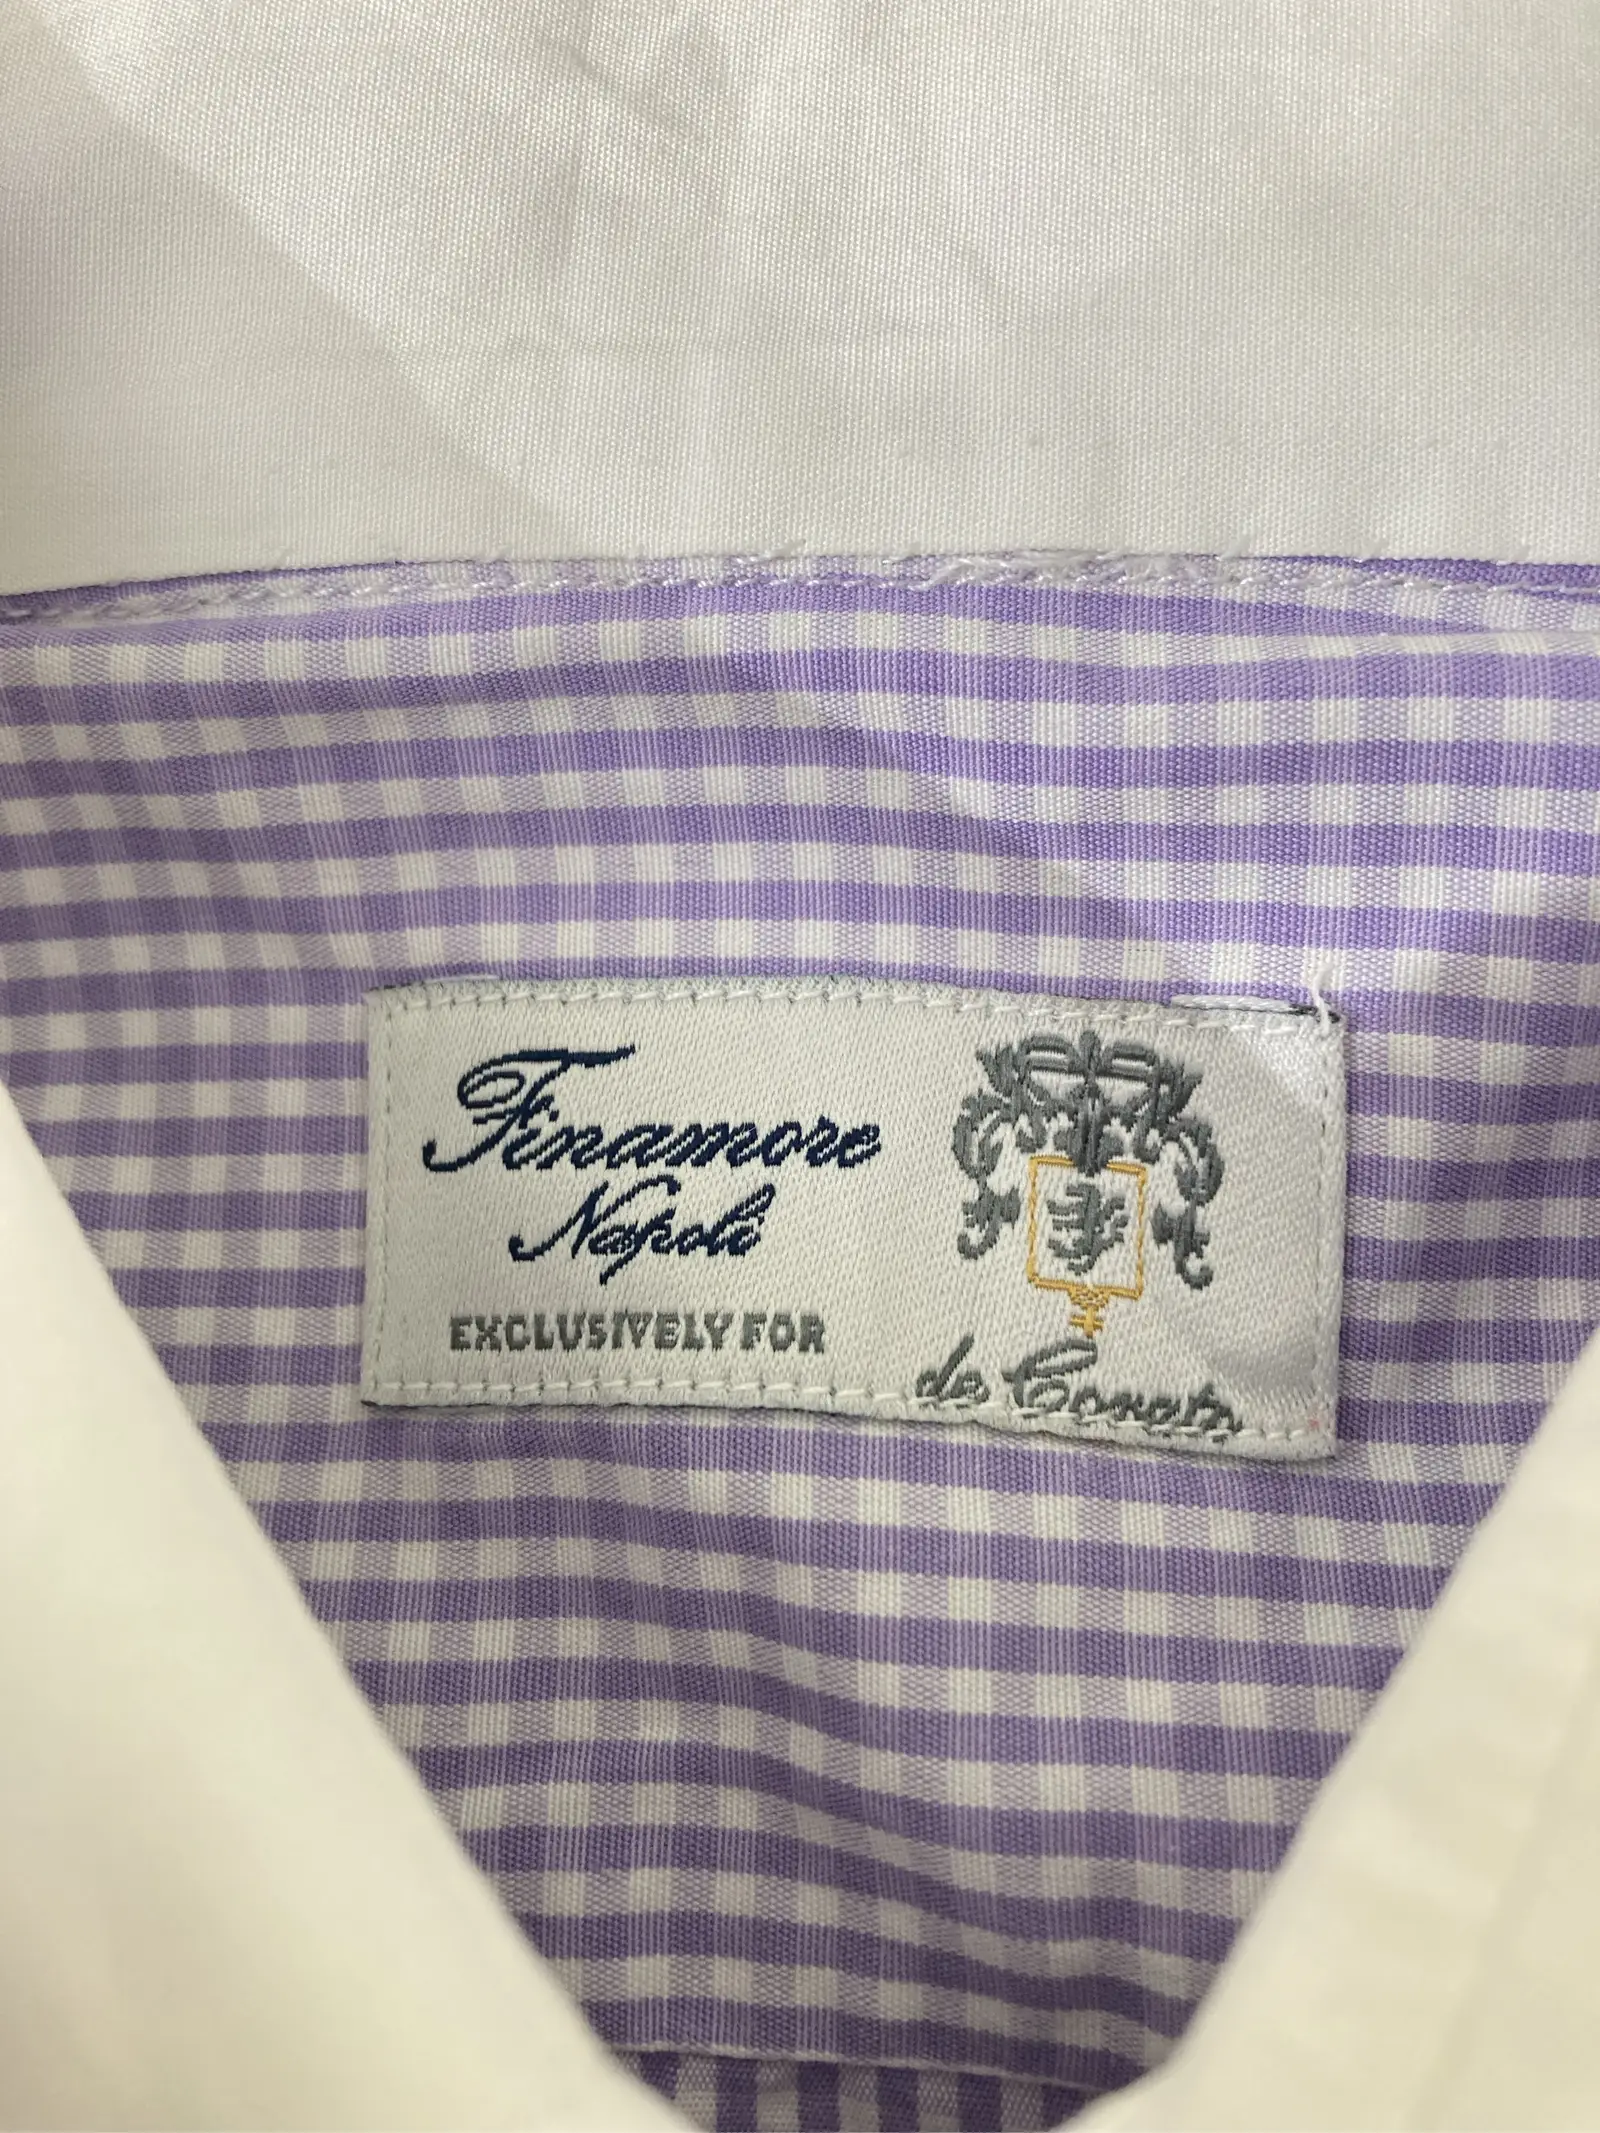 Finamore
Napoli
EXCLUSIVELY FOR
de Corato